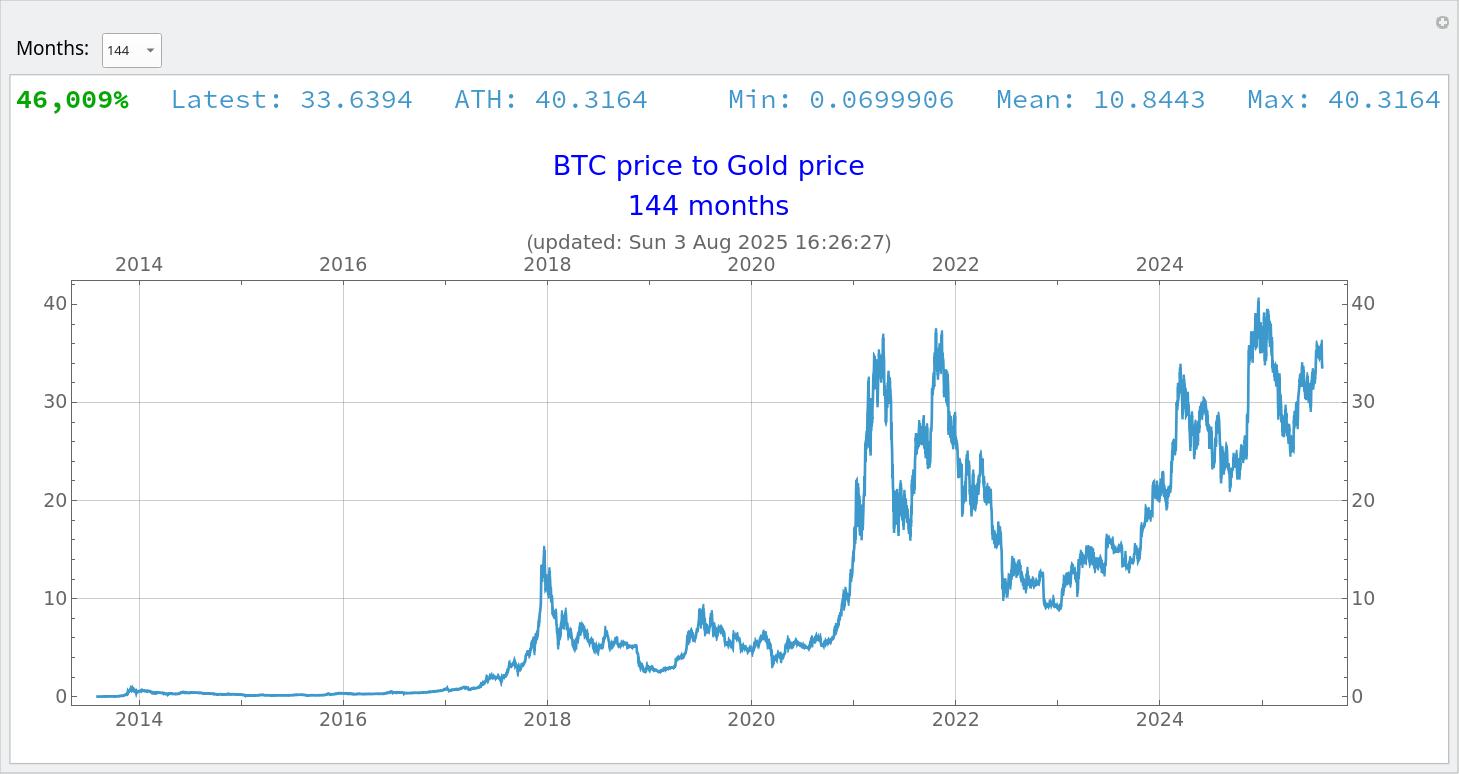 Months: 144
46,009% Latest: 33.6394 ATH: 40.3164 Min: 0.0699906 Mean: 10.8443 Max: 40.3164
BTC price to Gold price
144 months
(updated: Sun 3 Aug 2025 16:26:27)
2014 2016 2018 2020 2022 2024
40 40
30 30
20 20
10 10
0 0
2014 2016 2018 2020 2022 2024